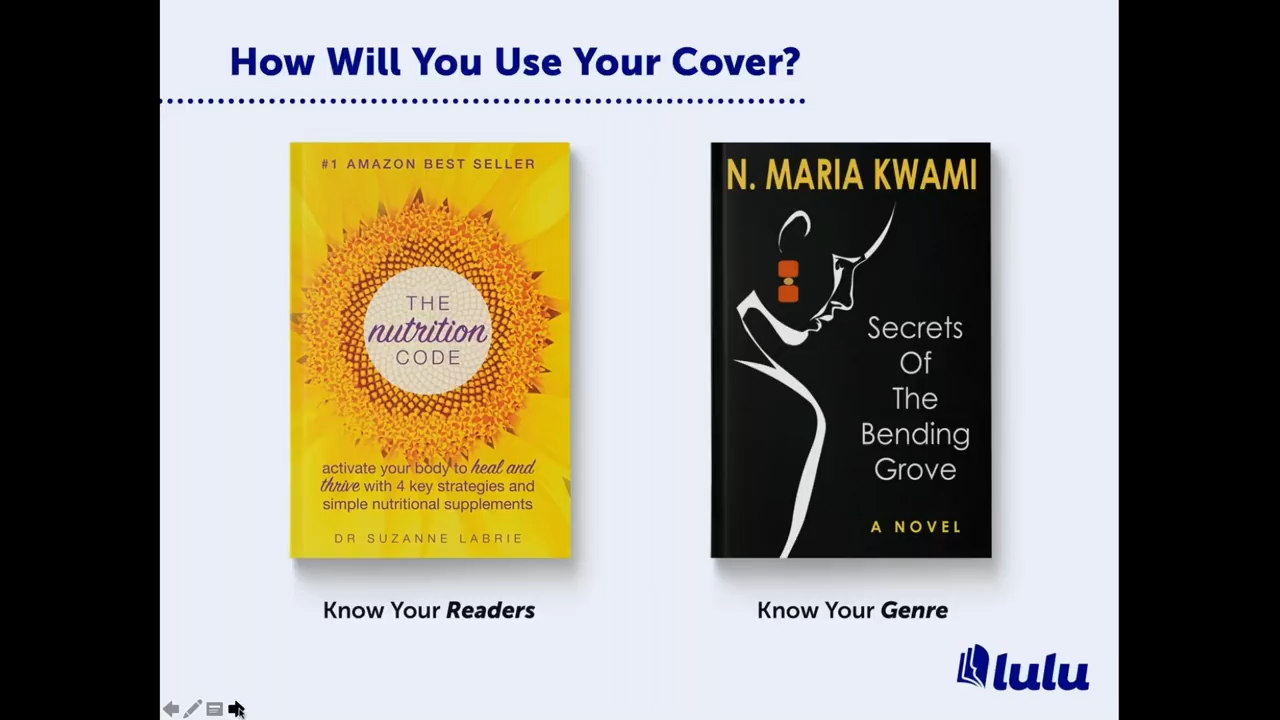 How Will You Use Your Cover?
#1 AMAZON BEST SELLER
THE
nutrition
CODE
activate your body to heal and
thrive with 4 key strategies and
simple nutritional supplements
DR SUZANNE LABRIE
Know Your Readers
N. MARIA KWAMI
Secrets
Of
The
Bending
Grove
A NOVEL
Know Your Genre
lulu